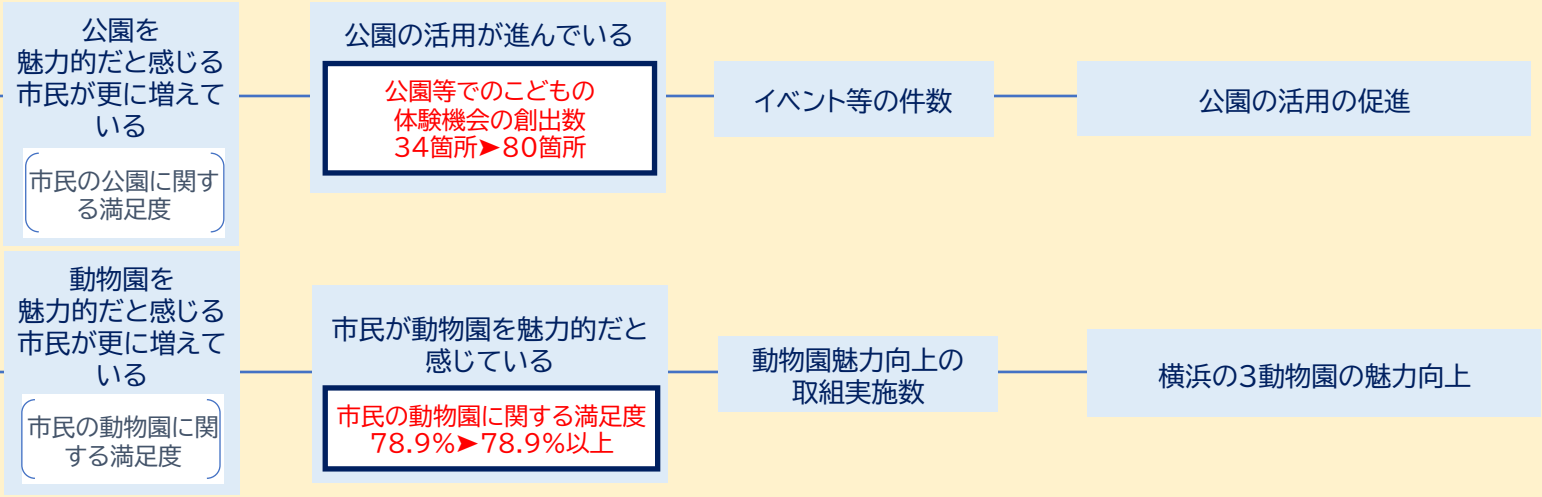 公園を
魅力的だと感じる
市民が更に増えて
いる
市民の公園に関す
る満足度
公園の活用が進んでいる
公園等でのこどもの
体験機会の創出数
34箇所➤80箇所
イベント等の件数
公園の活用の促進
動物園を
魅力的だと感じる
市民が更に増えて
いる
市民の動物園に関
する満足度
市民が動物園を魅力的だと
感じている
市民の動物園に関する満足度
78.9%➤78.9%以上
動物園魅力向上の
取組実施数
横浜の3動物園の魅力向上